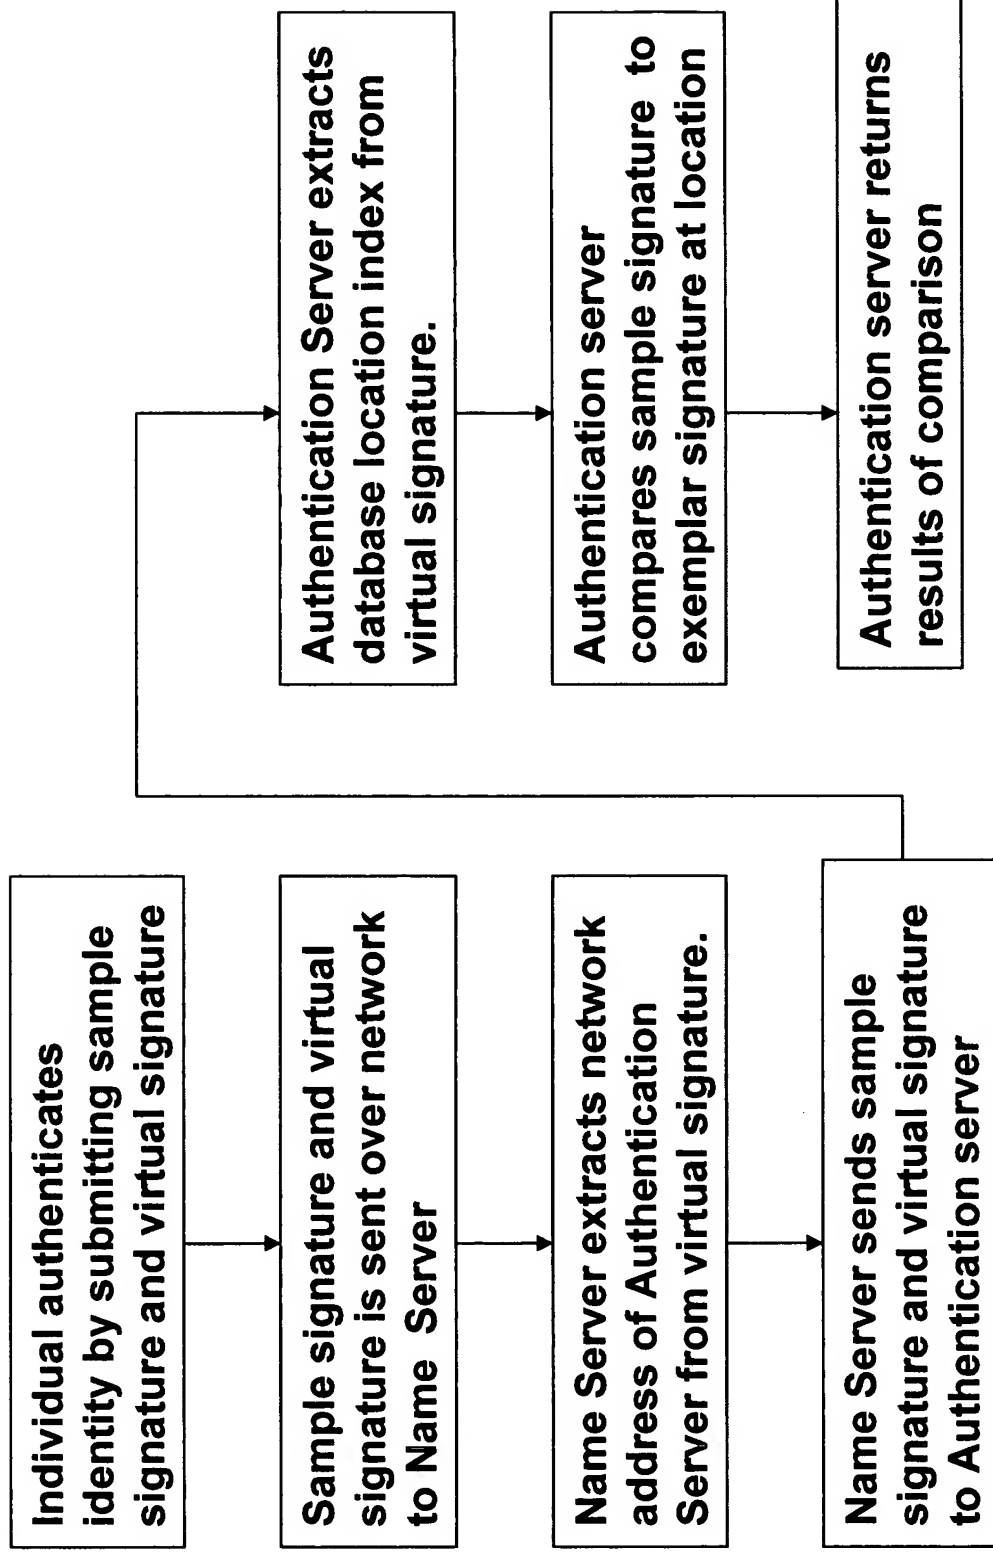 Individual authenticates
identity by submitting sample
signature and virtual signature
Sample signature and virtual
signature is sent over network
to Name Server
Name Server extracts network
address of Authentication
Server from virtual signature.
Name Server sends sample
signature and virtual signature
to Authentication server
Authentication Server extracts
database location index from
virtual signature.
Authentication server
compares sample signature to
exemplar signature at location
Authentication server returns
results of comparison